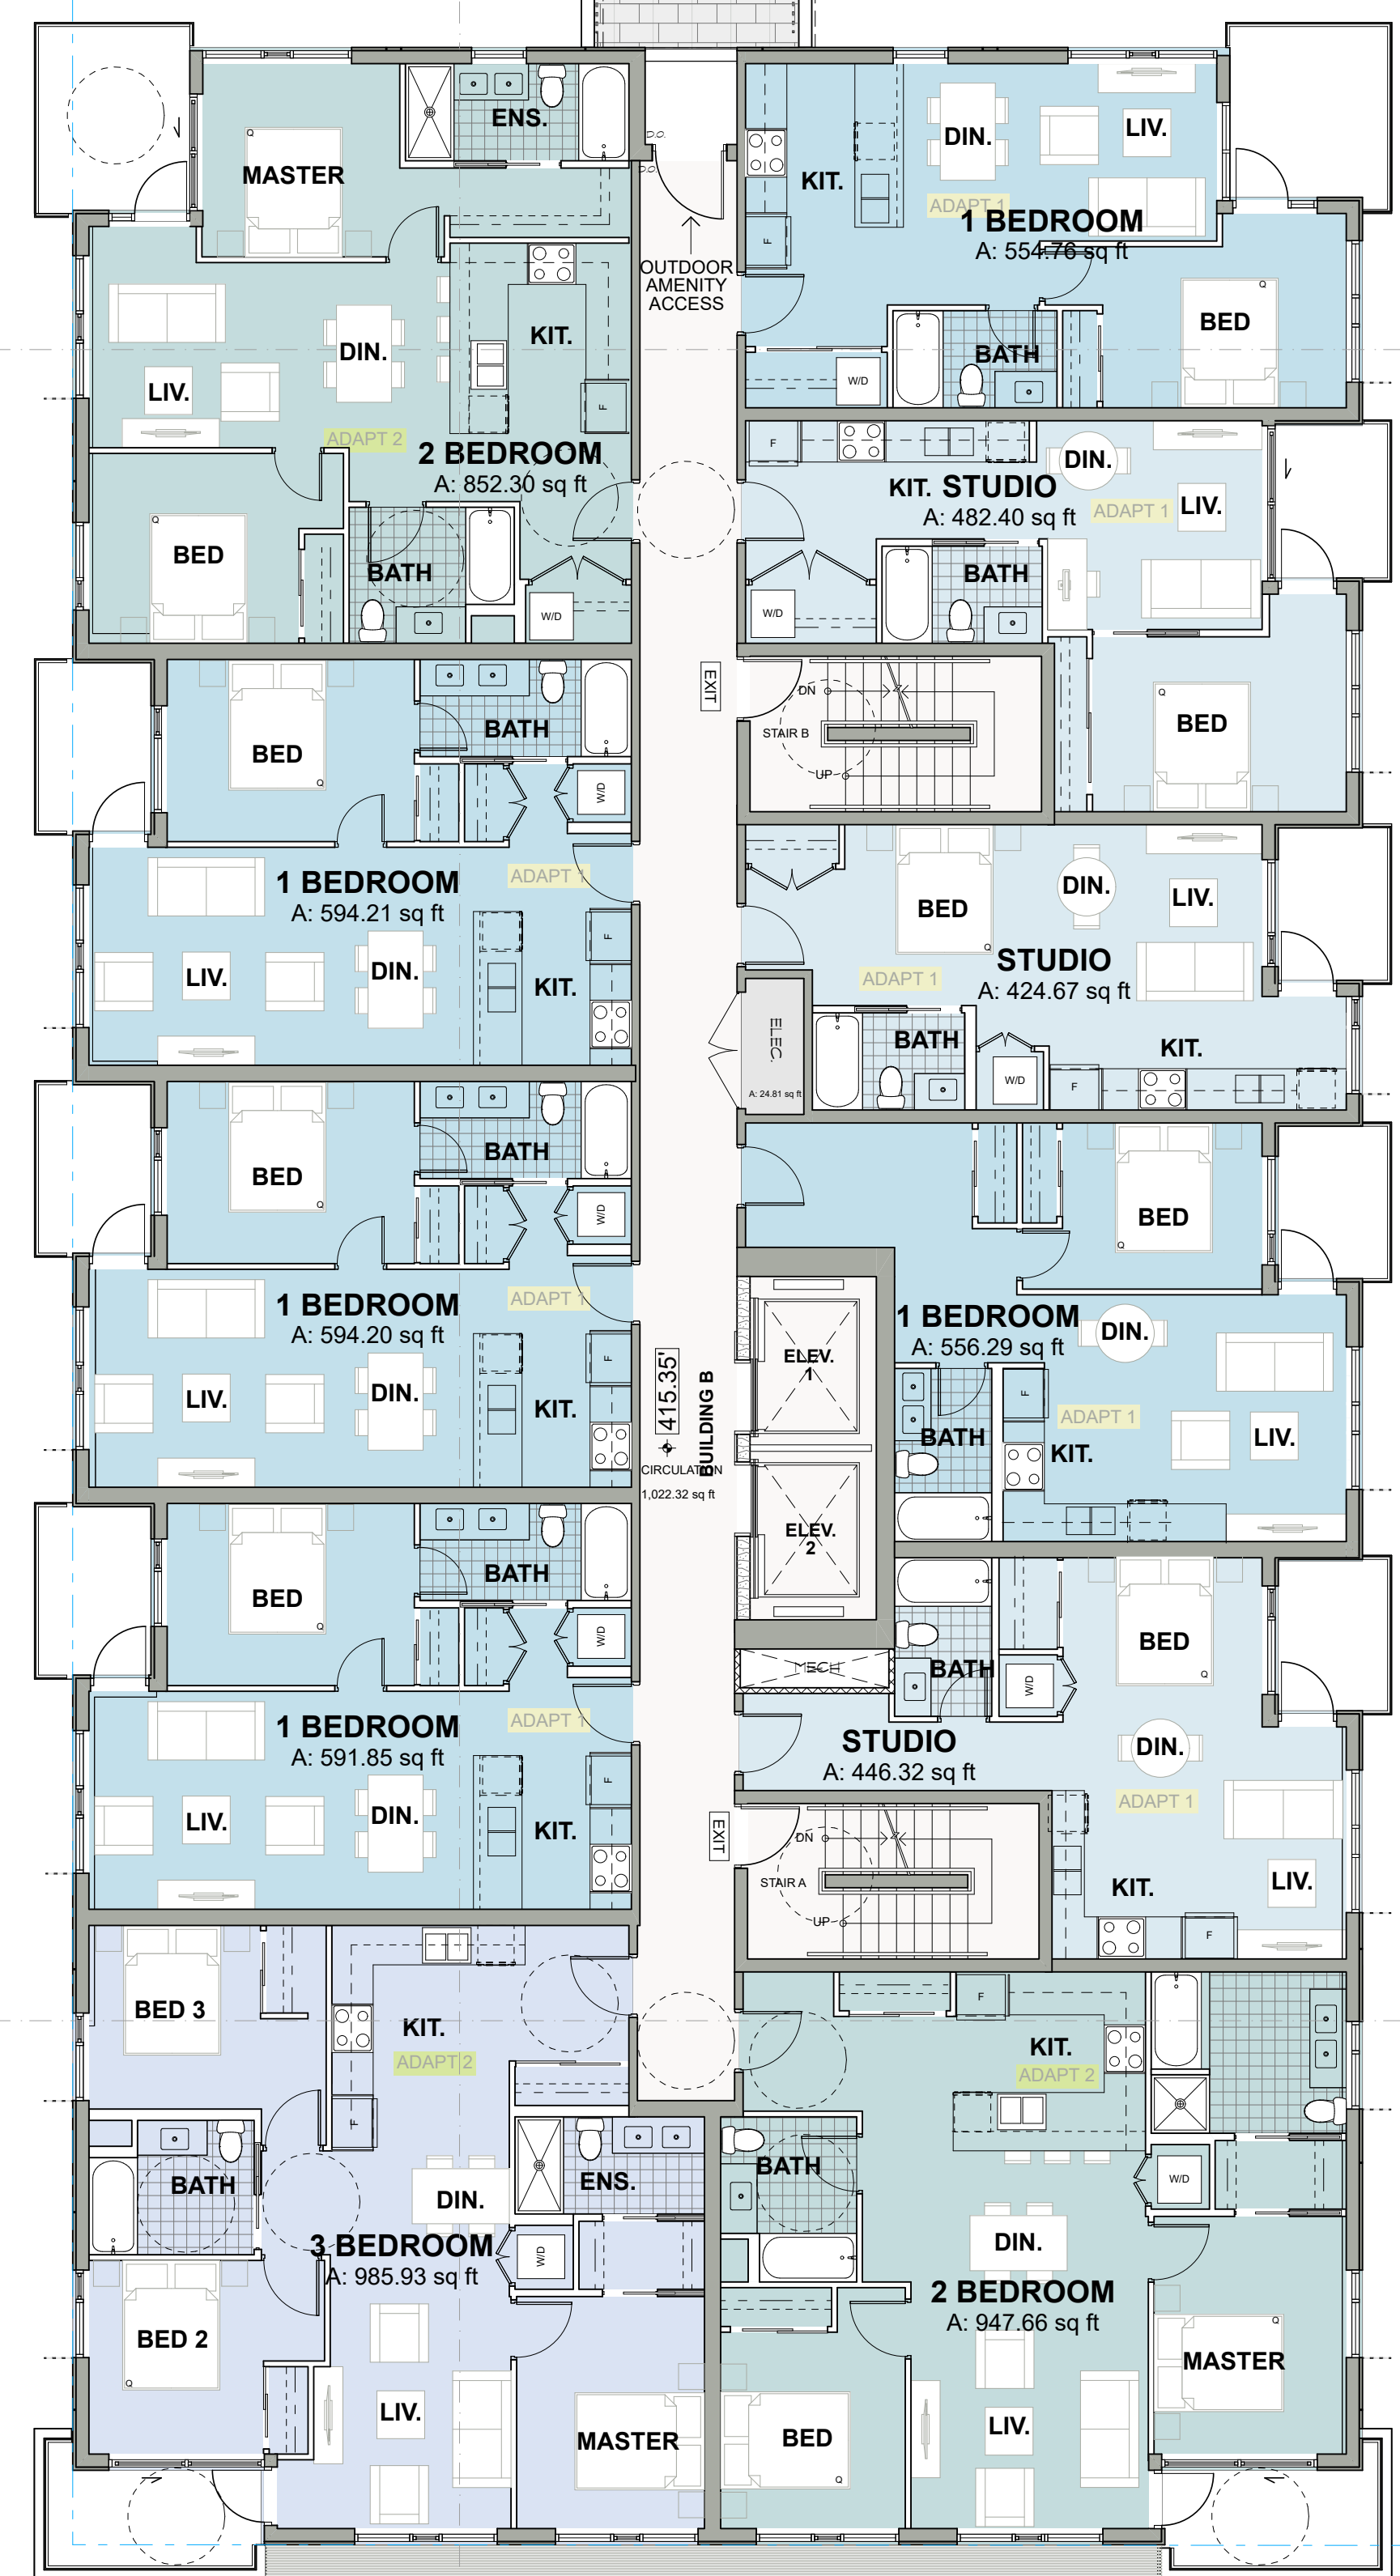 MASTER
Q
ENS.
D.O.
D.O.
OUTDOOR
AMENITY
ACCESS
LIV.
DIN.
KIT.
F
ADAPT 2
2 BEDROOM
A: 852.30 sq ft
BED
Q
BATH
W/D
KIT.
F
DIN.
LIV.
ADAPT 1
1 BEDROOM
A: 554.76 sq ft
BED
Q
BATH
W/D
F
KIT.
STUDIO
A: 482.40 sq ft
DIN.
ADAPT 1
LIV.
BATH
W/D
BED
Q
EXIT
DN
STAIR B
UP
BED
Q
BATH
W/D
1 BEDROOM
A: 594.21 sq ft
ADAPT 1
LIV.
DIN.
KIT.
F
BED
Q
DIN.
LIV.
ADAPT 1
STUDIO
A: 424.67 sq ft
BATH
W/D
KIT.
F
ELEC.
A: 24.81 sq ft
BED
Q
BATH
W/D
1 BEDROOM
A: 594.20 sq ft
ADAPT 1
LIV.
DIN.
KIT.
F
BED
Q
1 BEDROOM
A: 556.29 sq ft
DIN.
ADAPT 1
F
BATH
KIT.
LIV.
ELEV.
1
ELEV.
2
415.35'
BUILDING B
CIRCULATION
1,022.32 sq ft
MECH
BED
Q
BATH
W/D
1 BEDROOM
A: 591.85 sq ft
ADAPT 1
LIV.
DIN.
KIT.
F
BED
Q
BATH
W/D
STUDIO
A: 446.32 sq ft
DIN.
ADAPT 1
KIT.
LIV.
F
EXIT
DN
STAIR A
UP
BED 3
KIT.
ADAPT 2
F
BATH
DIN.
ENS.
W/D
3 BEDROOM
A: 985.93 sq ft
BED 2
Q
LIV.
MASTER
Q
F
KIT.
ADAPT 2
BATH
W/D
DIN.
2 BEDROOM
A: 947.66 sq ft
MASTER
Q
BED
Q
LIV.